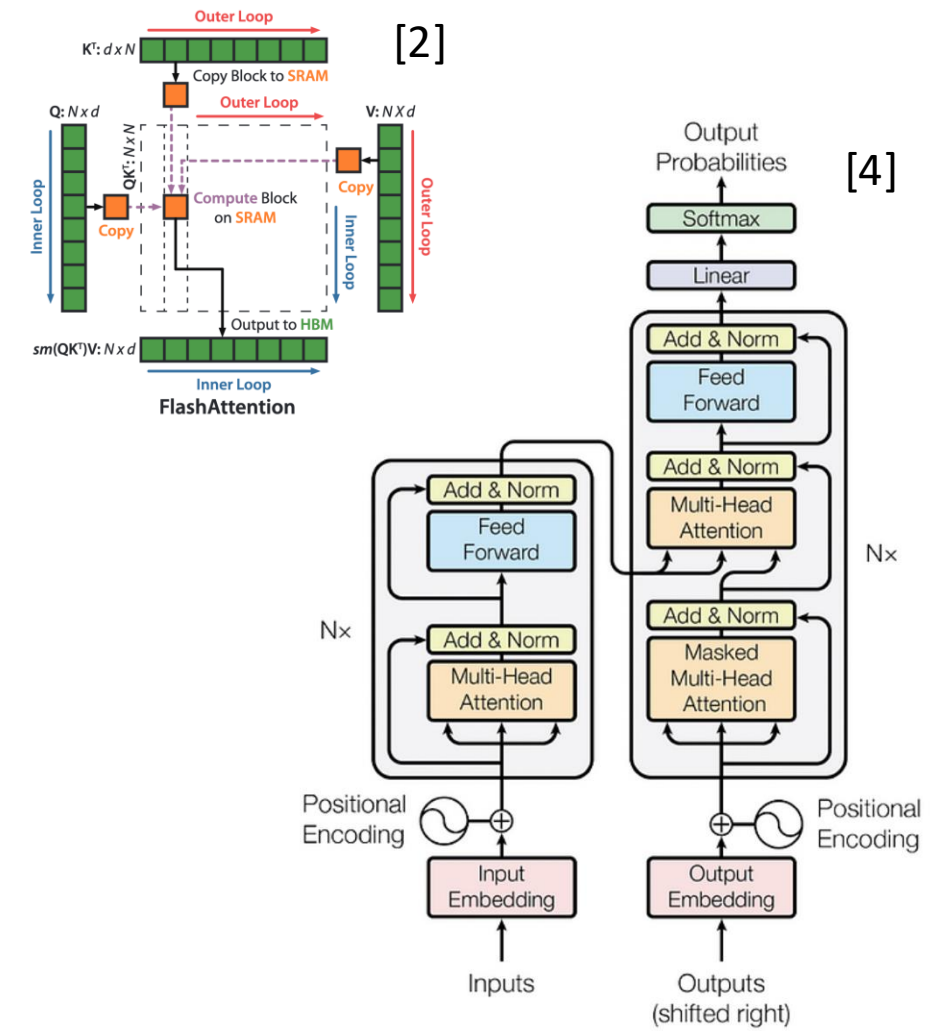 Outer Loop
[2]
Kᵀ: d x N
Copy Block to SRAM
Outer Loop
Q: N x d
V: N X d
QKᵀ: N x N
Inner Loop
Copy
Compute Block
on SRAM
Copy
Inner Loop
Outer Loop
Output to HBM
sm(QKᵀ)V: N x d
Inner Loop
FlashAttention
[4]
Output
Probabilities
Softmax
Linear
Add & Norm
Feed
Forward
Add & Norm
Multi-Head
Attention
Nx
Add & Norm
Masked
Multi-Head
Attention
Add & Norm
Feed
Forward
Nx
Add & Norm
Multi-Head
Attention
Positional
Encoding
Positional
Encoding
Input
Embedding
Output
Embedding
Inputs
Outputs
(shifted right)